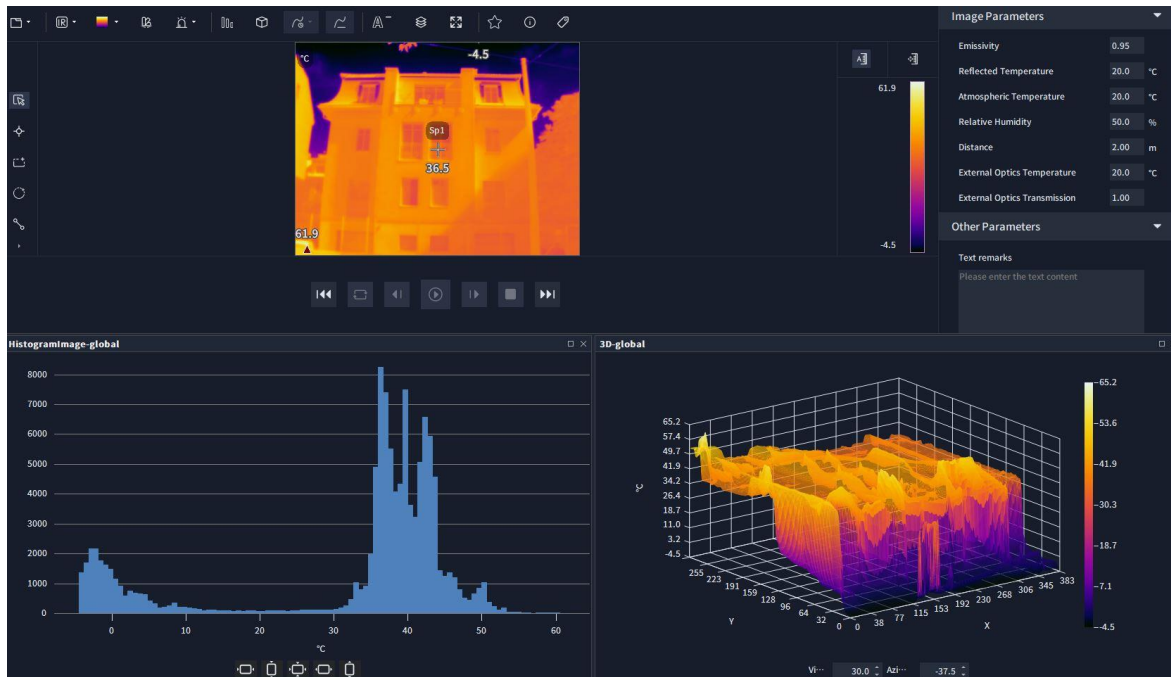 IR
A
Image Parameters
Emissivity 0.95
Reflected Temperature 20.0 °C
Atmospheric Temperature 20.0 °C
Relative Humidity 50.0 %
Distance 2.00 m
External Optics Temperature 20.0 °C
External Optics Transmission 1.00
Other Parameters
Text remarks
Please enter the text content
°C
-4.5
Sp1
36.5
61.9
A
61.9
-4.5
HistogramImage-global
8000
7000
6000
5000
4000
3000
2000
1000
0
0 10 20 30 40 50 60
°C
3D-global
65.2
57.4
49.7
41.9
34.2
26.4
18.7
11.0
3.2
-4.5
°C
255 223 191 159 128 96 64 32 0
Y
0 38 77 115 153 192 230 268 306 345 383
X
65.2
53.6
41.9
30.3
18.7
7.1
-4.5
Vi··· 30.0 Azi··· -37.5